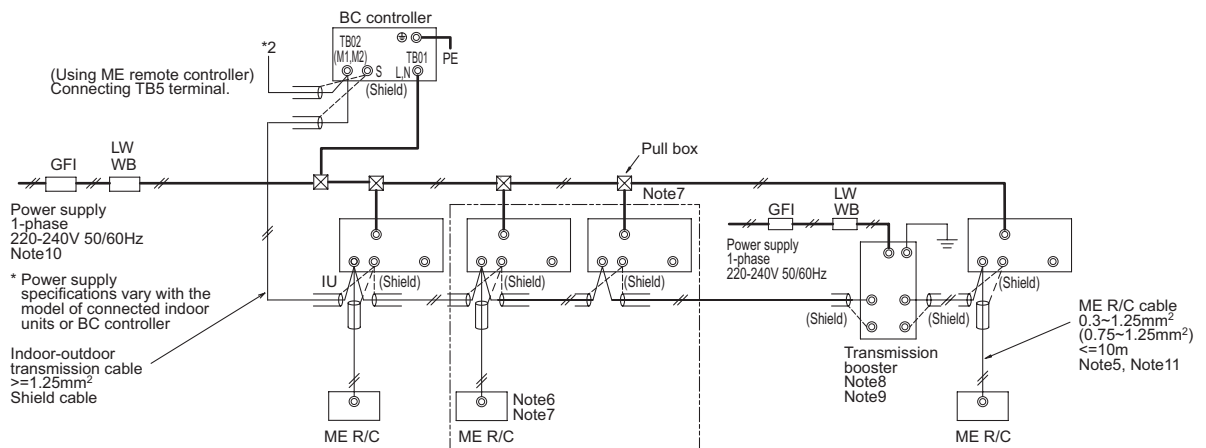 BC controller
*2
TB02
(M1,M2)
S
TB01
L,N
PE
(Shield)
(Using ME remote controller)
Connecting TB5 terminal.
GFI
LW
WB
Pull box
Note7
Power supply
1-phase
220-240V 50/60Hz
Note10
* Power supply
specifications vary with the
model of connected indoor
units or BC controller
Indoor-outdoor
transmission cable
>=1.25mm²
Shield cable
IU
(Shield)
(Shield)
(Shield)
GFI
LW
WB
Power supply
1-phase
220-240V 50/60Hz
(Shield)
(Shield)
(Shield)
Transmission
booster
Note8
Note9
ME R/C cable
0.3~1.25mm²
(0.75~1.25mm²)
<=10m
Note5, Note11
Note6
Note7
ME R/C
ME R/C
ME R/C